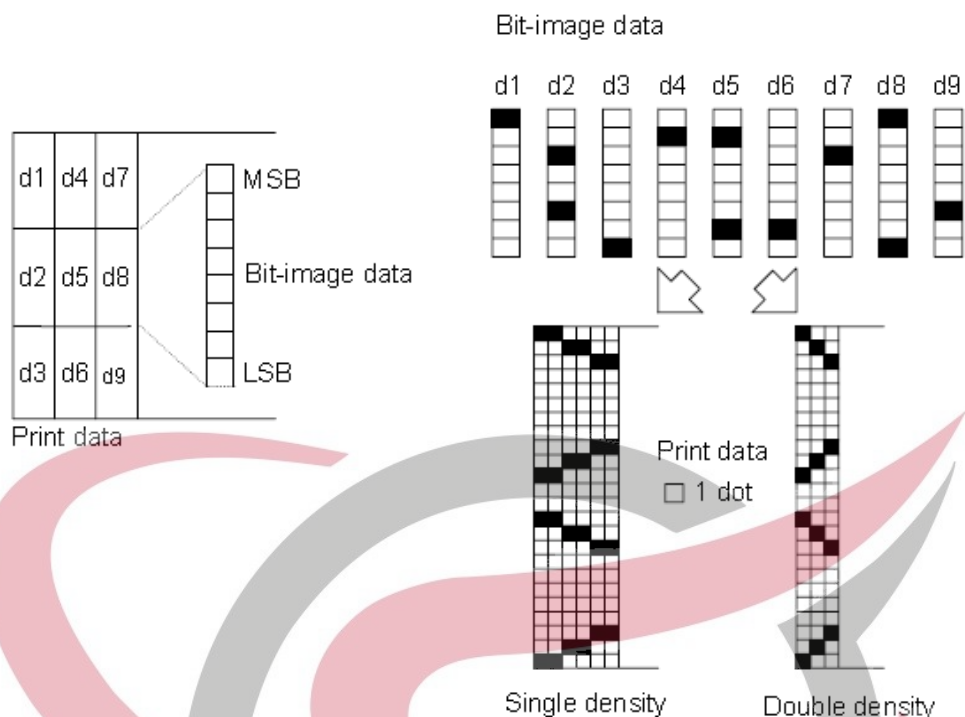 Bit-image data
d1 d2 d3 d4 d5 d6 d7 d8 d9
d1 d4 d7
d2 d5 d8
d3 d6 d9
MSB
Bit-image data
LSB
Print data
Print data
1 dot
Single density
Double density